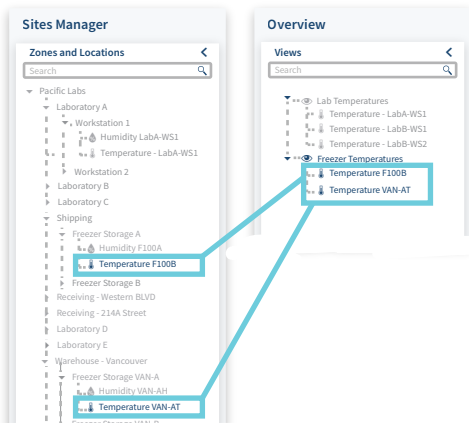 Sites Manager
Zones and Locations
Search
Pacific Labs
Laboratory A
Workstation 1
Humidity LabA-WS1
Temperature - LabA-WS1
Workstation 2
Laboratory B
Laboratory C
Shipping
Freezer Storage A
Humidity F100A
Temperature F100B
Freezer Storage B
Receiving - Western BLVD
Receiving - 214A Street
Laboratory D
Laboratory E
Warehouse - Vancouver
Freezer Storage VAN-A
Humidity VAN-AH
Temperature VAN-AT
Freezer Storage VAN-B
Overview
Views
Search
Lab Temperatures
Temperature - LabA-WS1
Temperature - LabB-WS1
Temperature - LabB-WS2
Freezer Temperatures
Temperature F100B
Temperature VAN-AT